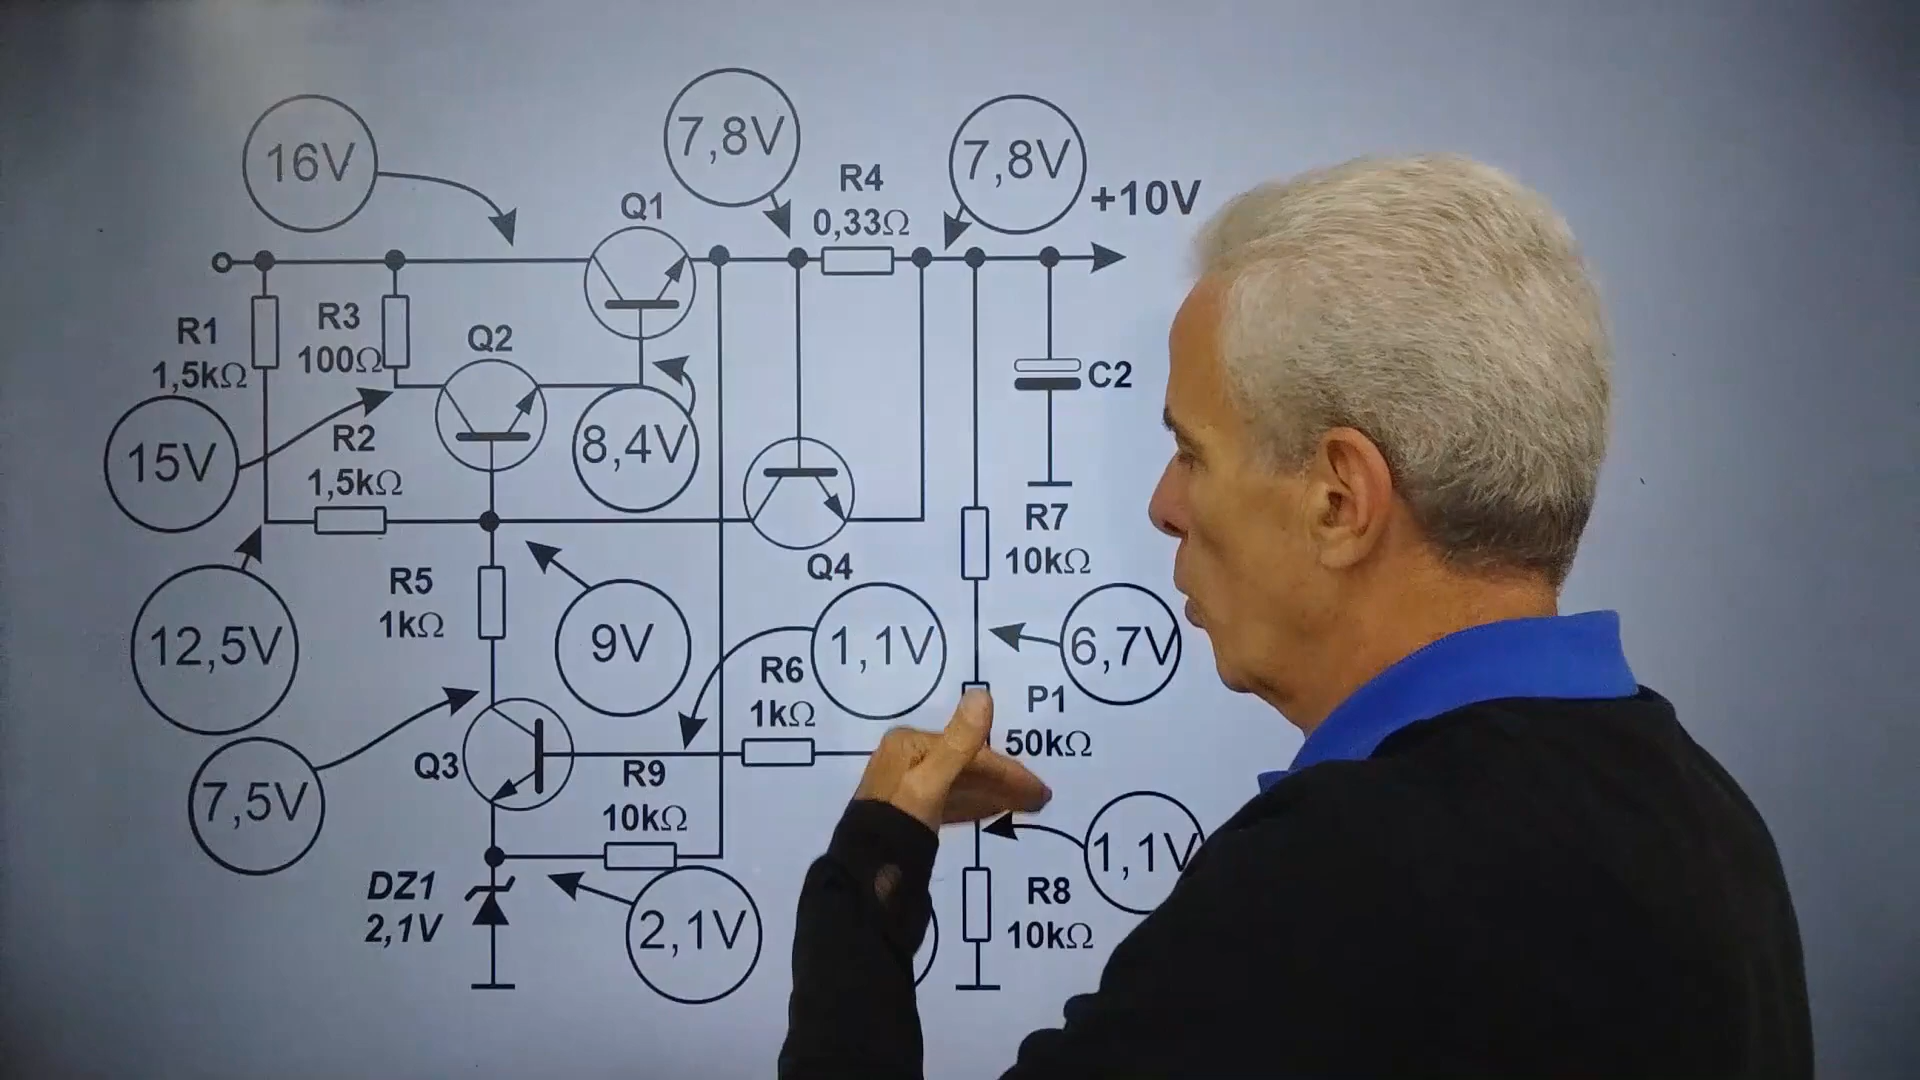 16V
7,8V
7,8V
+10V
R4
0,33Ω
Q1
R1
1,5kΩ
R3
100Ω
Q2
C2
15V
R2
1,5kΩ
8,4V
R7
10kΩ
Q4
R5
1kΩ
12,5V
9V
1,1V
6,7V
R6
1kΩ
P1
50kΩ
7,5V
Q3
R9
10kΩ
1,1V
DZ1
2,1V
2,1V
R8
10kΩ